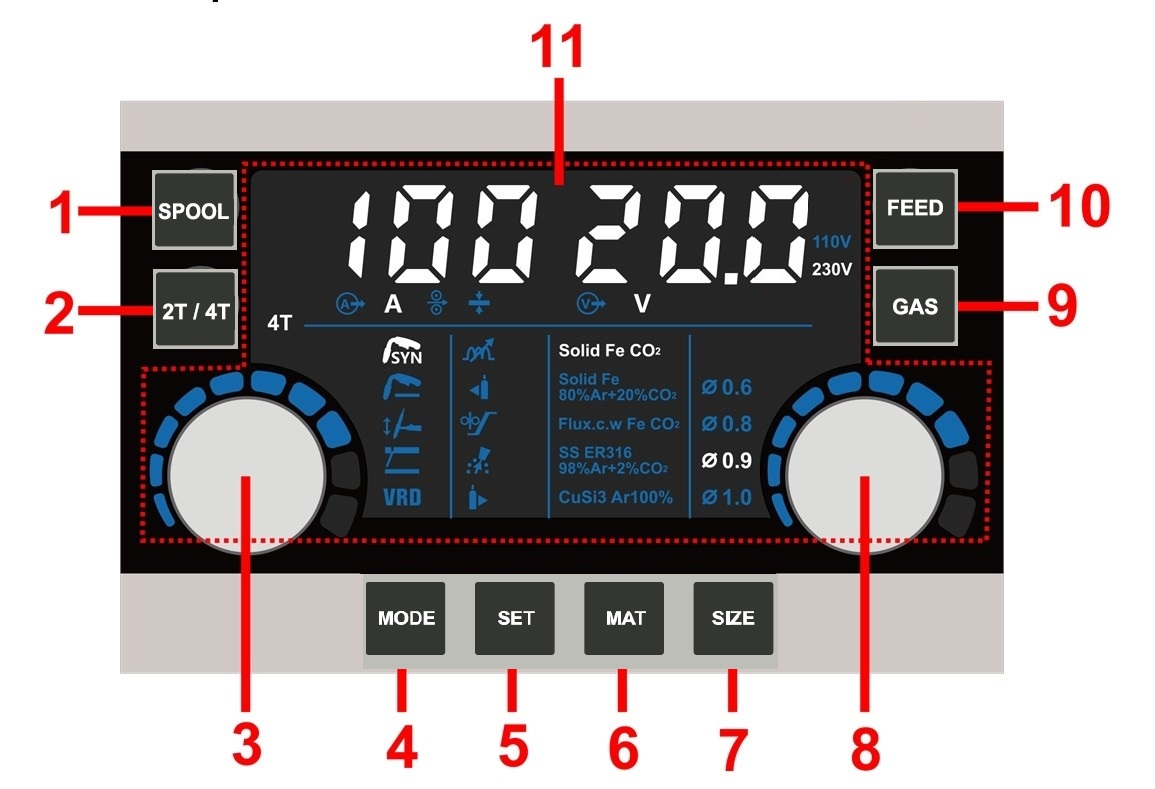 11
1
SPOOL
100 20.0
FEED
10
110V
230V
2
2T / 4T
GAS
9
A
A
V
V
4T
SYN
Solid Fe CO2
Solid Fe
80%Ar+20%CO2
Ø 0.6
Flux.c.w Fe CO2
Ø 0.8
SS ER316
98%Ar+2%CO2
Ø 0.9
VRD
CuSi3 Ar100%
Ø 1.0
MODE
SET
MAT
SIZE
3
4
5
6
7
8